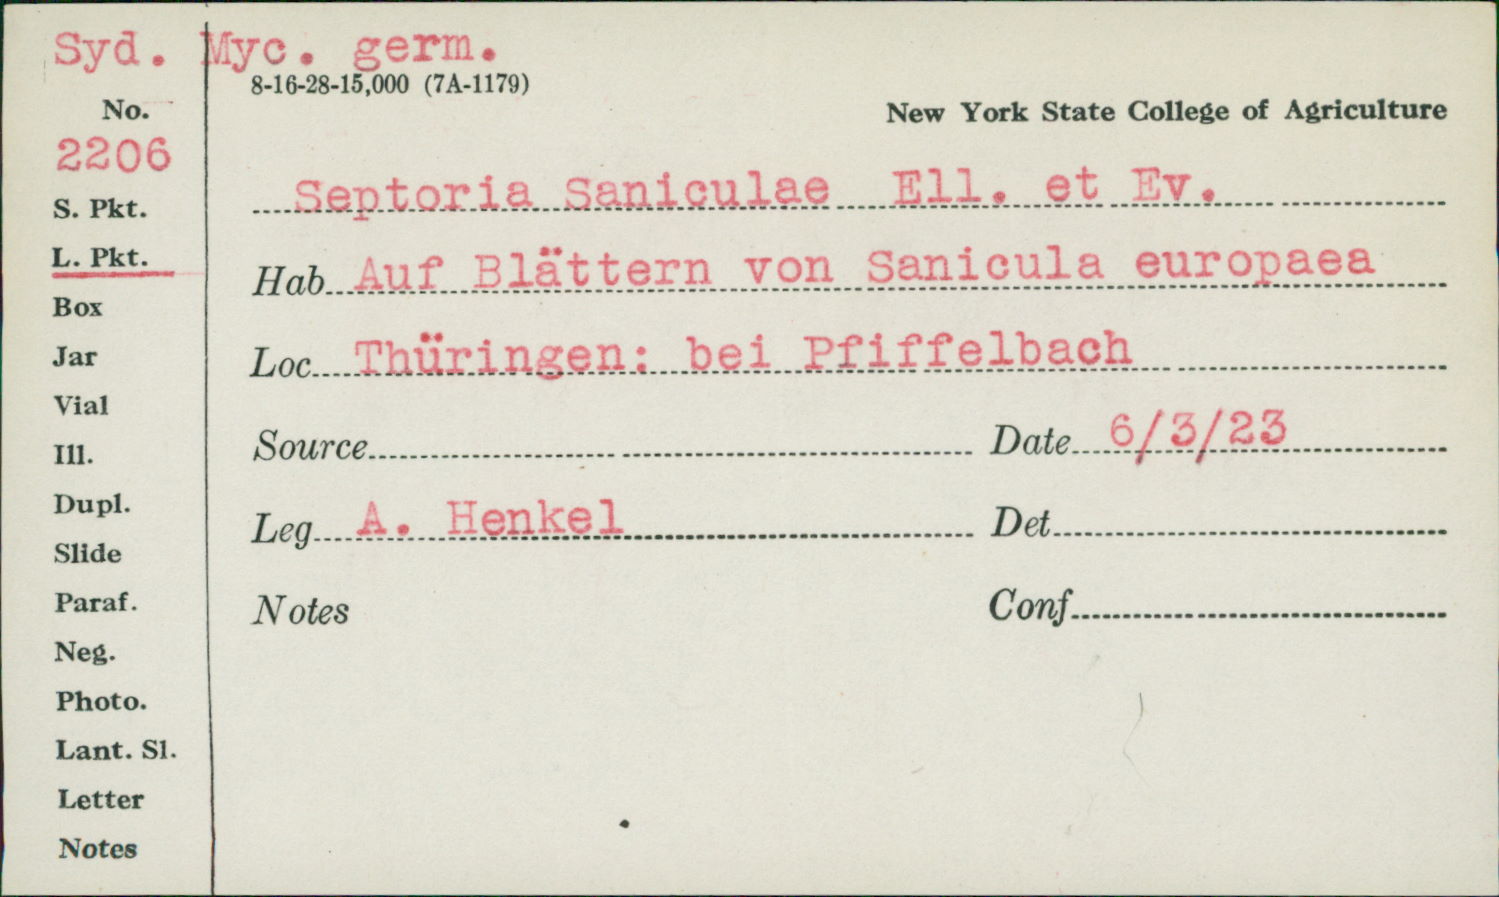 Syd. Myc. germ.
8-16-28-15,000 (7A-1179)
New York State College of Agriculture
No.
2206
S. Pkt.
L. Pkt.
Box
Jar
Vial
Ill.
Dupl.
Slide
Paraf.
Neg.
Photo.
Lant. Sl.
Letter
Notes
Septoria Saniculae Ell. et Ev.
Hab Auf Blättern von Sanicula europaea
Loc Thüringen: bei Pfiffelbach
Source Date 6/3/23
Leg A. Henkel Det
Notes Conf